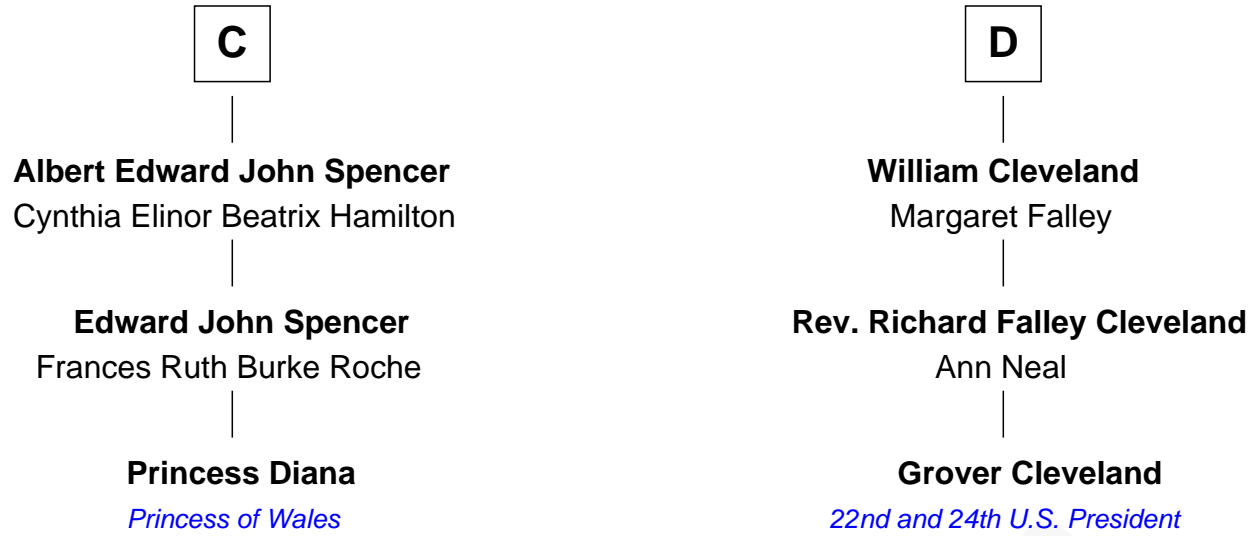 C
Albert Edward John Spencer
Cynthia Elinor Beatrix Hamilton
Edward John Spencer
Frances Ruth Burke Roche
Princess Diana
Princess of Wales
D
William Cleveland
Margaret Falley
Rev. Richard Falley Cleveland
Ann Neal
Grover Cleveland
22nd and 24th U.S. President